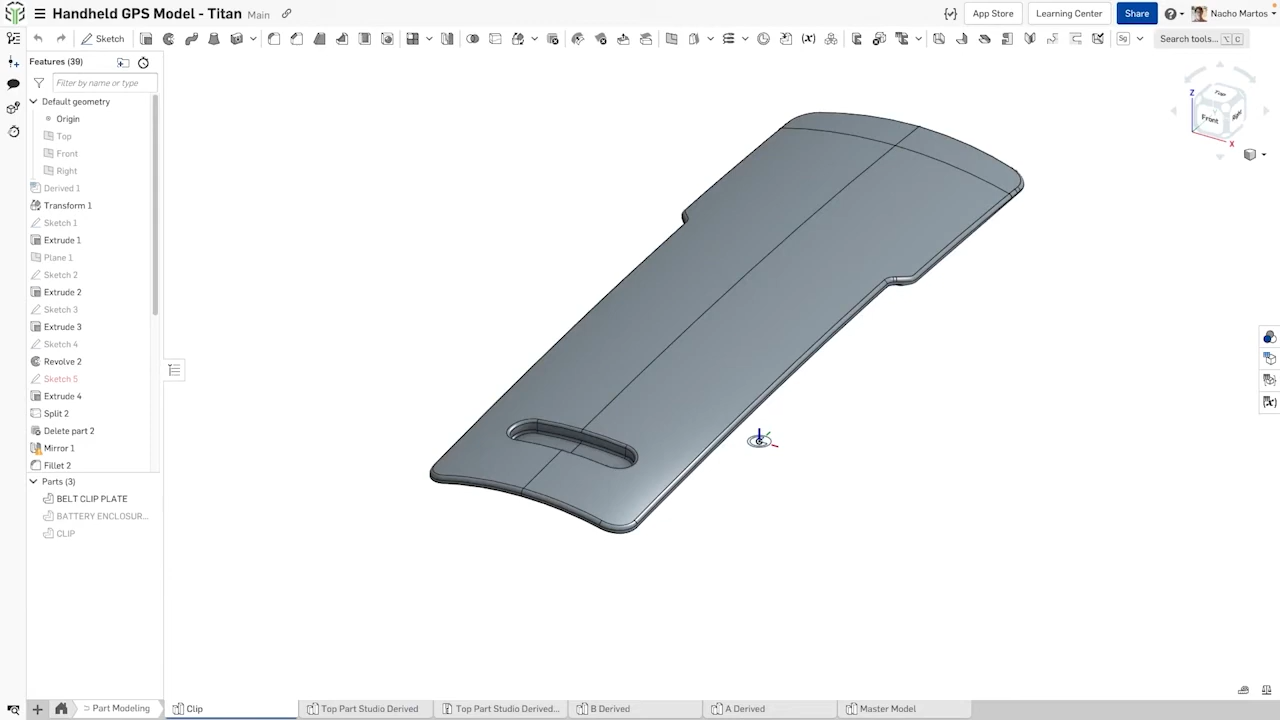 Handheld GPS Model - Titan Main
App Store
Learning Center
Share
Nacho Martos
Sketch
Search tools... ⌥ C
Features (39)
Filter by name or type
Default geometry
Origin
Top
Front
Right
Derived 1
Transform 1
Sketch 1
Extrude 1
Plane 1
Sketch 2
Extrude 2
Sketch 3
Extrude 3
Sketch 4
Revolve 2
Sketch 5
Extrude 4
Split 2
Delete part 2
Mirror 1
Fillet 2
Parts (3)
BELT CLIP PLATE
BATTERY ENCLOSUR...
CLIP
Z
Top
Front
Right
X
Part Modeling
Clip
Top Part Studio Derived
Top Part Studio Derived...
B Derived
A Derived
Master Model